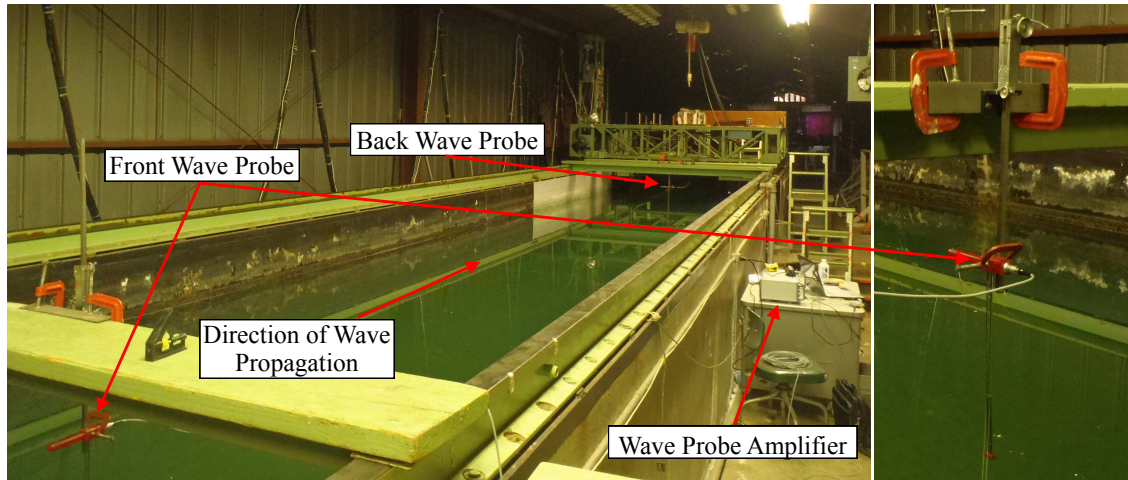 Back Wave Probe
Front Wave Probe
Direction of Wave
Propagation
Wave Probe Amplifier